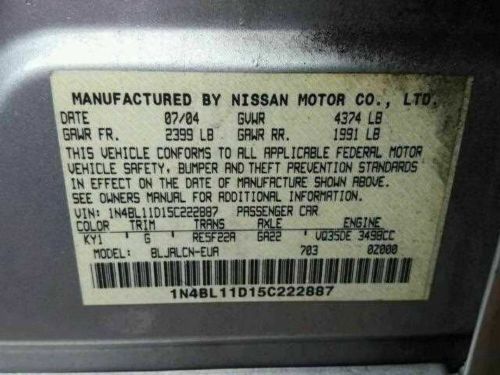 MANUFACTURED BY NISSAN MOTOR CO., LTD.
DATE 07/04 GVWR 4374 LB
GAWR FR. 2399 LB GAWR RR. 1991 LB
THIS VEHICLE CONFORMS TO ALL APPLICABLE FEDERAL MOTOR
VEHICLE SAFETY, BUMPER AND THEFT PREVENTION STANDARDS
IN EFFECT ON THE DATE OF MANUFACTURE SHOWN ABOVE.
SEE OWNERS MANUAL FOR ADDITIONAL INFORMATION.
VIN: 1N4BL11D15C222887 PASSENGER CAR
COLOR TRIM TRANS AXLE ENGINE
KY1 G RE5F22A GA22 VQ35DE 3498CC
MODEL: BLJALCN-EUA 703 0Z000
1N4BL11D15C222887